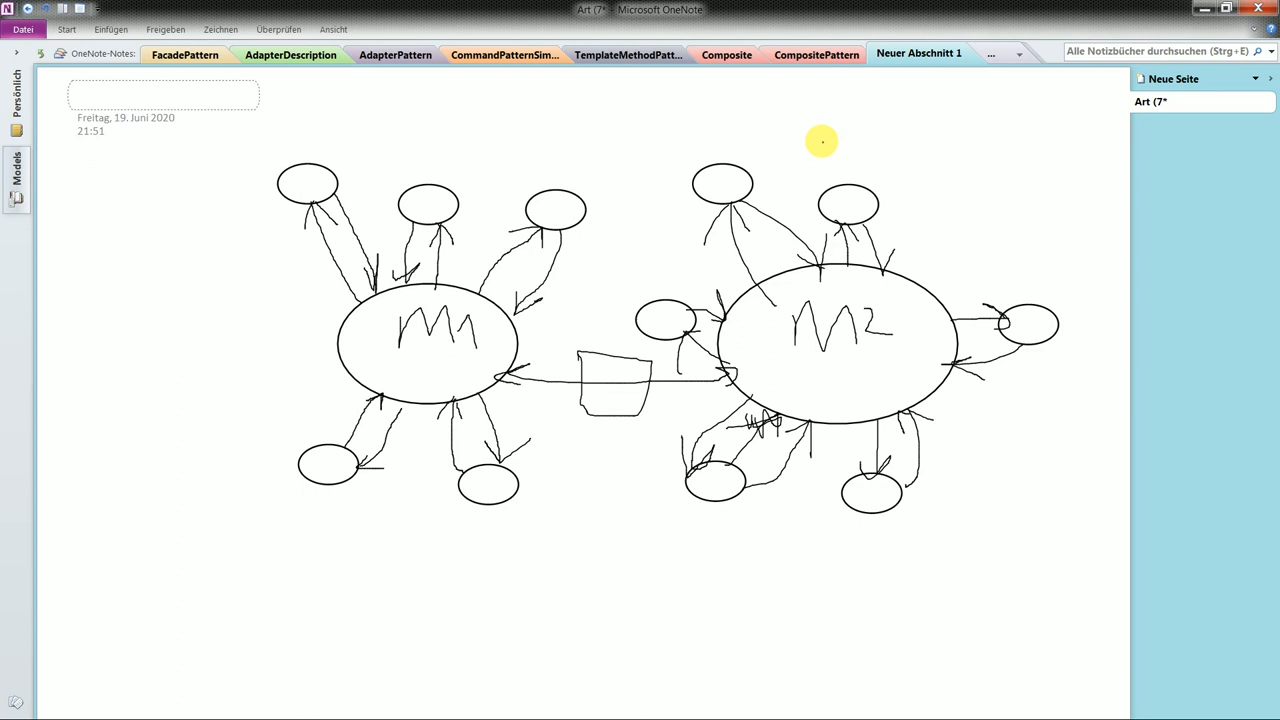 Art (7* - Microsoft OneNote
Datei Start Einfügen Freigeben Zeichnen Überprüfen Ansicht
OneNote-Notes: FacadePattern AdapterDescription AdapterPattern CommandPatternSim... TemplateMethodPatt... Composite CompositePattern Neuer Abschnitt 1 ... Alle Notizbücher durchsuchen (Strg+E)
Persönlich
Models
Neue Seite
Art (7*
Freitag, 19. Juni 2020
21:51
M1
M2